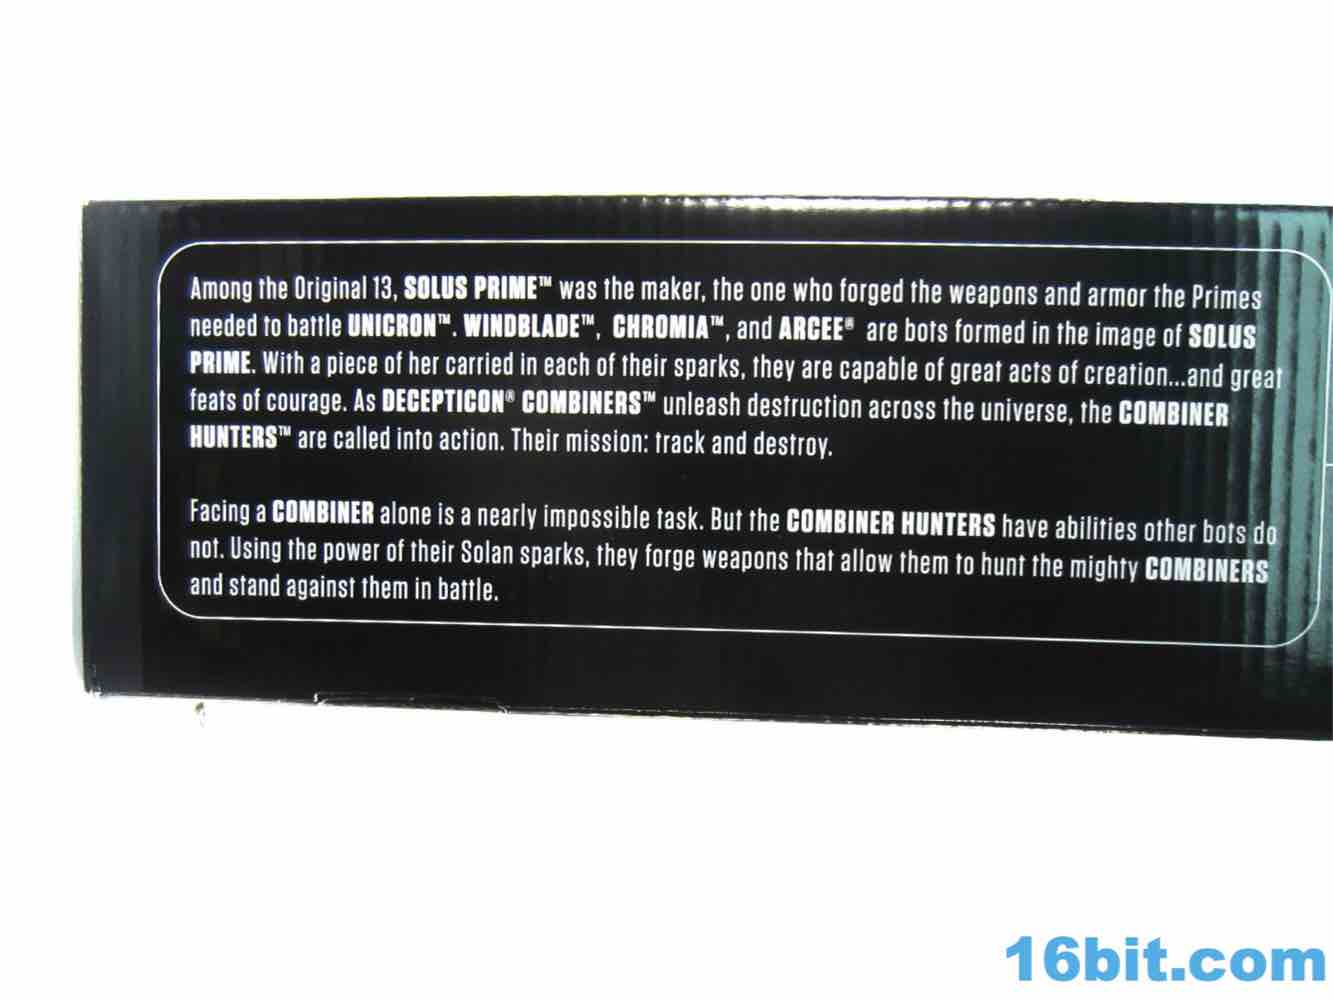 Among the Original 13, SOLUS PRIME™ was the maker, the one who forged the weapons and armor the Primes
needed to battle UNICRON™. WINDBLADE™, CHROMIA™, and ARCEE® are bots formed in the image of SOLUS
PRIME. With a piece of her carried in each of their sparks, they are capable of great acts of creation...and great
feats of courage. As DECEPTICON® COMBINERS™ unleash destruction across the universe, the COMBINER
HUNTERS™ are called into action. Their mission: track and destroy.
Facing a COMBINER alone is a nearly impossible task. But the COMBINER HUNTERS have abilities other bots do
not. Using the power of their Solan sparks, they forge weapons that allow them to hunt the mighty COMBINERS
and stand against them in battle.
16bit.com